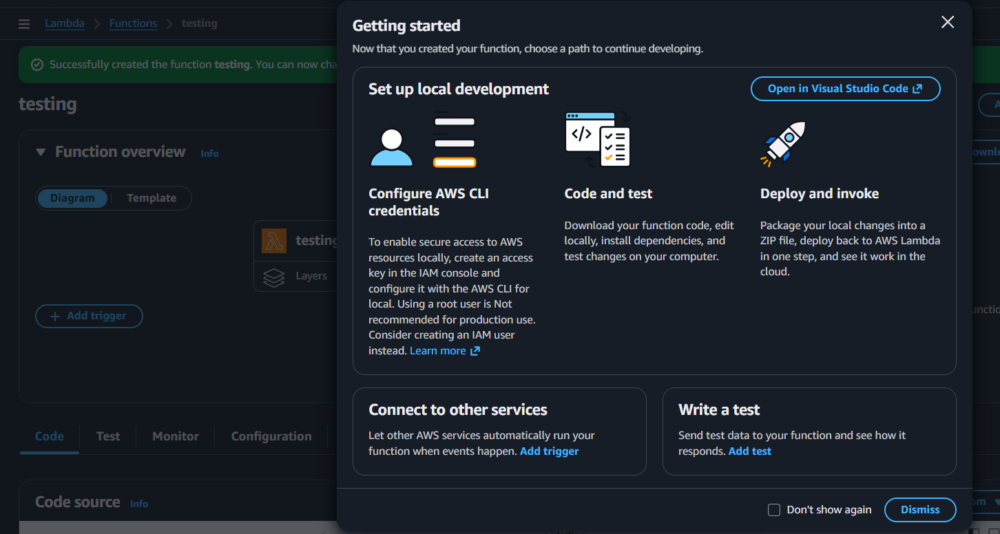 Lambda
Functions
testing
Successfully created the function testing. You can now cha
testing
Function overview
Info
Diagram
Template
testing
Layers
Add trigger
Code
Test
Monitor
Configuration
Code source
Info
Getting started
Now that you created your function, choose a path to continue developing.
Set up local development
Open in Visual Studio Code
Configure AWS CLI
credentials
To enable secure access to AWS
resources locally, create an access
key in the IAM console and
configure it with the AWS CLI for
local. Using a root user is Not
recommended for production use.
Consider creating an IAM user
instead. Learn more
</>
Code and test
Download your function code, edit
locally, install dependencies, and
test changes on your computer.
Deploy and invoke
Package your local changes into a
ZIP file, deploy back to AWS Lambda
in one step, and see it work in the
cloud.
Connect to other services
Let other AWS services automatically run your
function when events happen. Add trigger
Write a test
Send test data to your function and see how it
responds. Add test
Don't show again
Dismiss